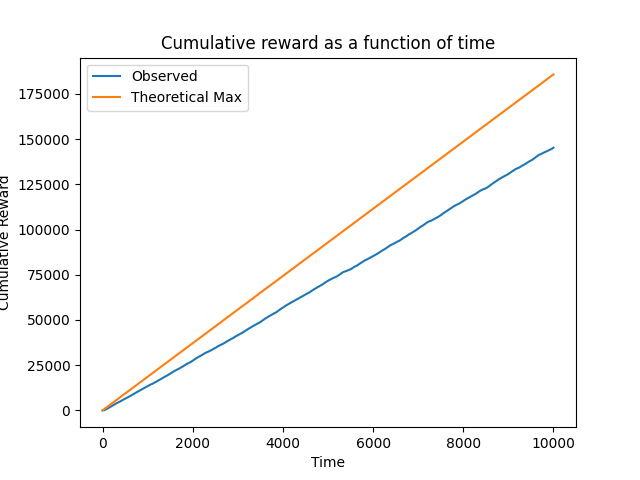 Cumulative reward as a function of time
Observed
Theoretical Max
Cumulative Reward
175000
150000
125000
100000
75000
50000
25000
0
0 2000 4000 6000 8000 10000
Time